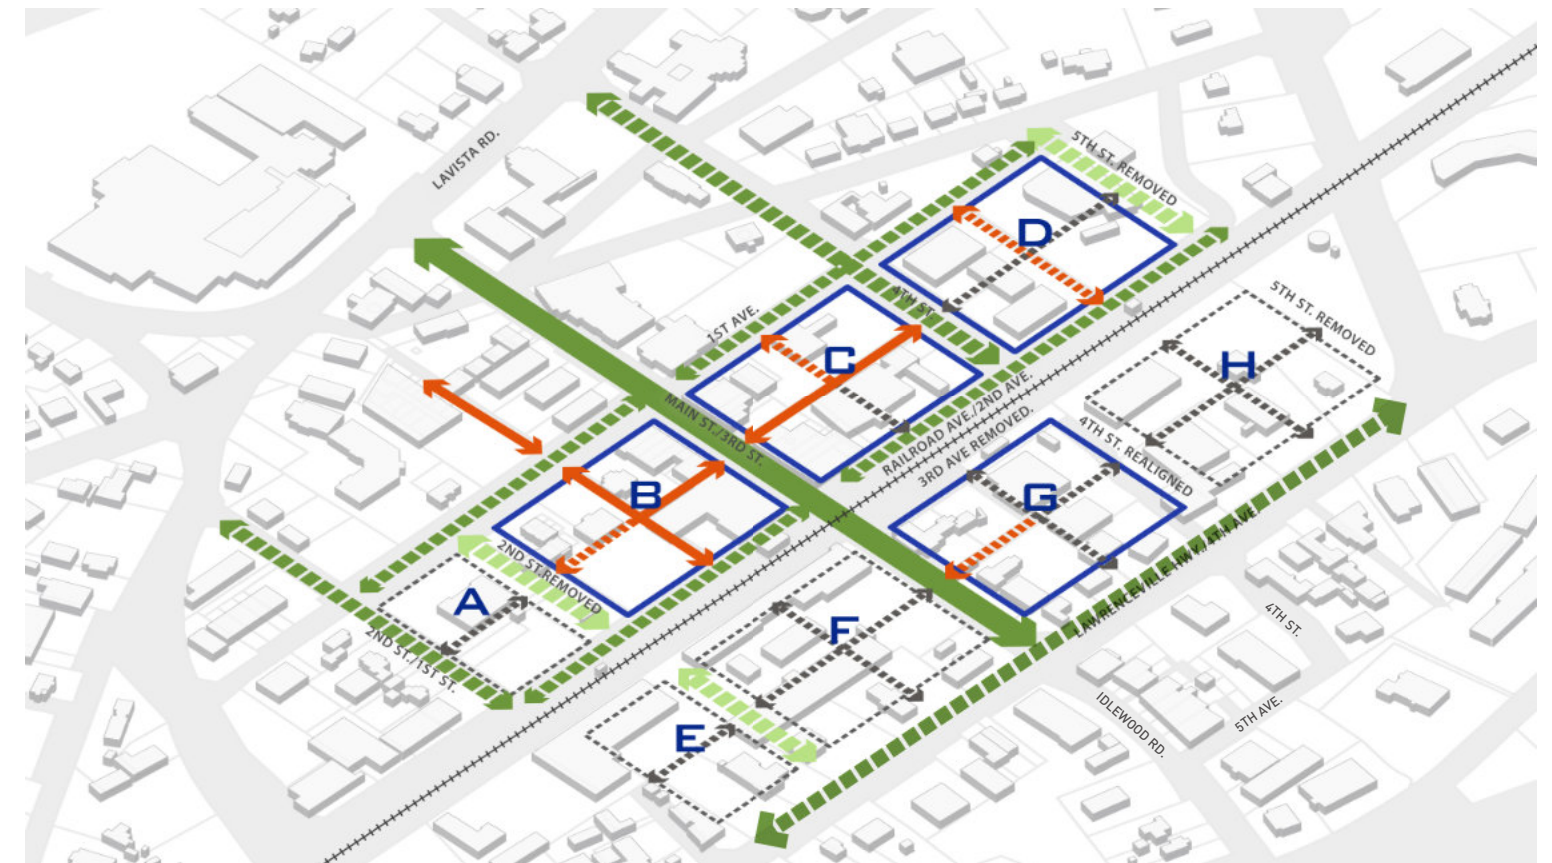 LAVISTA RD.
5TH ST. REMOVED
D
4TH ST.
1ST AVE.
5TH ST. REMOVED
C
H
MAIN ST./3RD ST.
RAILROAD AVE./2ND AVE.
3RD AVE REMOVED.
4TH ST. REALIGNED
B
G
2ND ST.REMOVED
A
LAWRENCEVILLE HWY./4TH AVE.
F
2ND ST./1ST ST.
4TH ST.
E
IDLEWOOD RD.
5TH AVE.